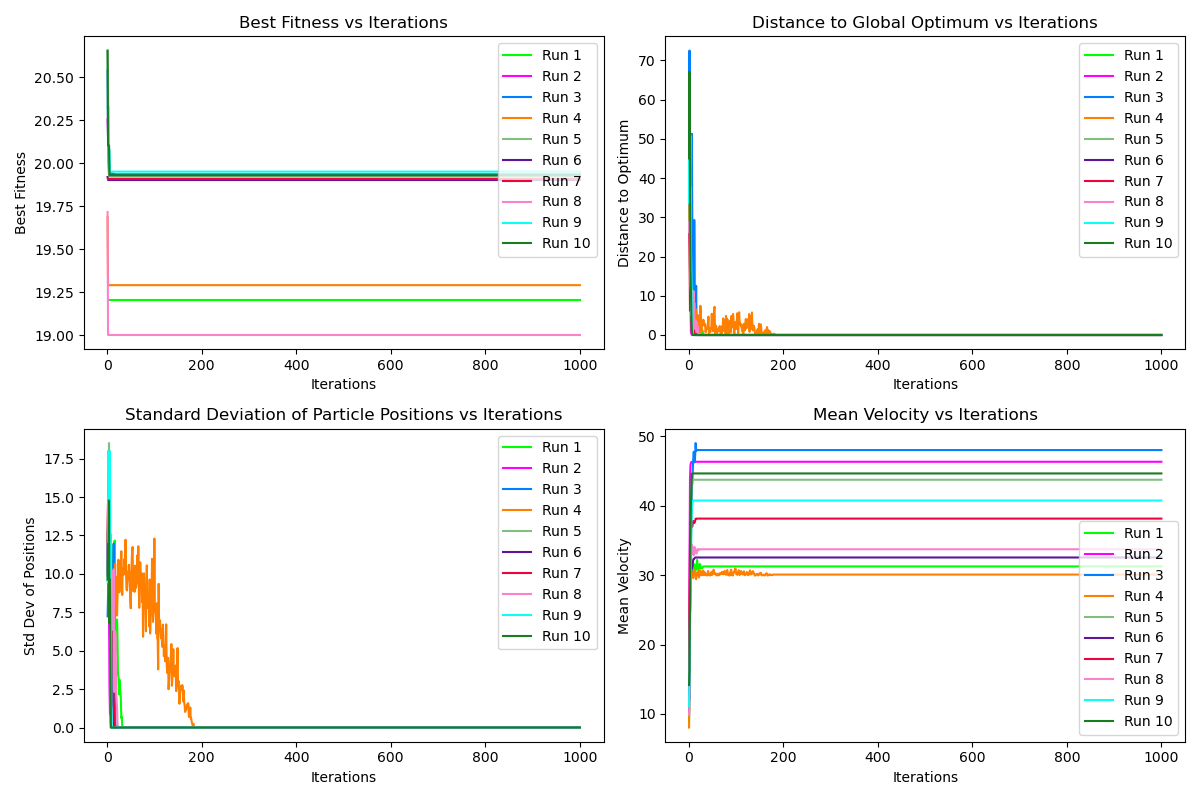 Best Fitness vs Iterations
Best Fitness
20.50
20.25
20.00
19.75
19.50
19.25
19.00
0 200 400 600 800 1000
Iterations
Run 1
Run 2
Run 3
Run 4
Run 5
Run 6
Run 7
Run 8
Run 9
Run 10
Distance to Global Optimum vs Iterations
Distance to Optimum
70
60
50
40
30
20
10
0
0 200 400 600 800 1000
Iterations
Run 1
Run 2
Run 3
Run 4
Run 5
Run 6
Run 7
Run 8
Run 9
Run 10
Standard Deviation of Particle Positions vs Iterations
Std Dev of Positions
17.5
15.0
12.5
10.0
7.5
5.0
2.5
0.0
0 200 400 600 800 1000
Iterations
Run 1
Run 2
Run 3
Run 4
Run 5
Run 6
Run 7
Run 8
Run 9
Run 10
Mean Velocity vs Iterations
Mean Velocity
50
40
30
20
10
0 200 400 600 800 1000
Iterations
Run 1
Run 2
Run 3
Run 4
Run 5
Run 6
Run 7
Run 8
Run 9
Run 10